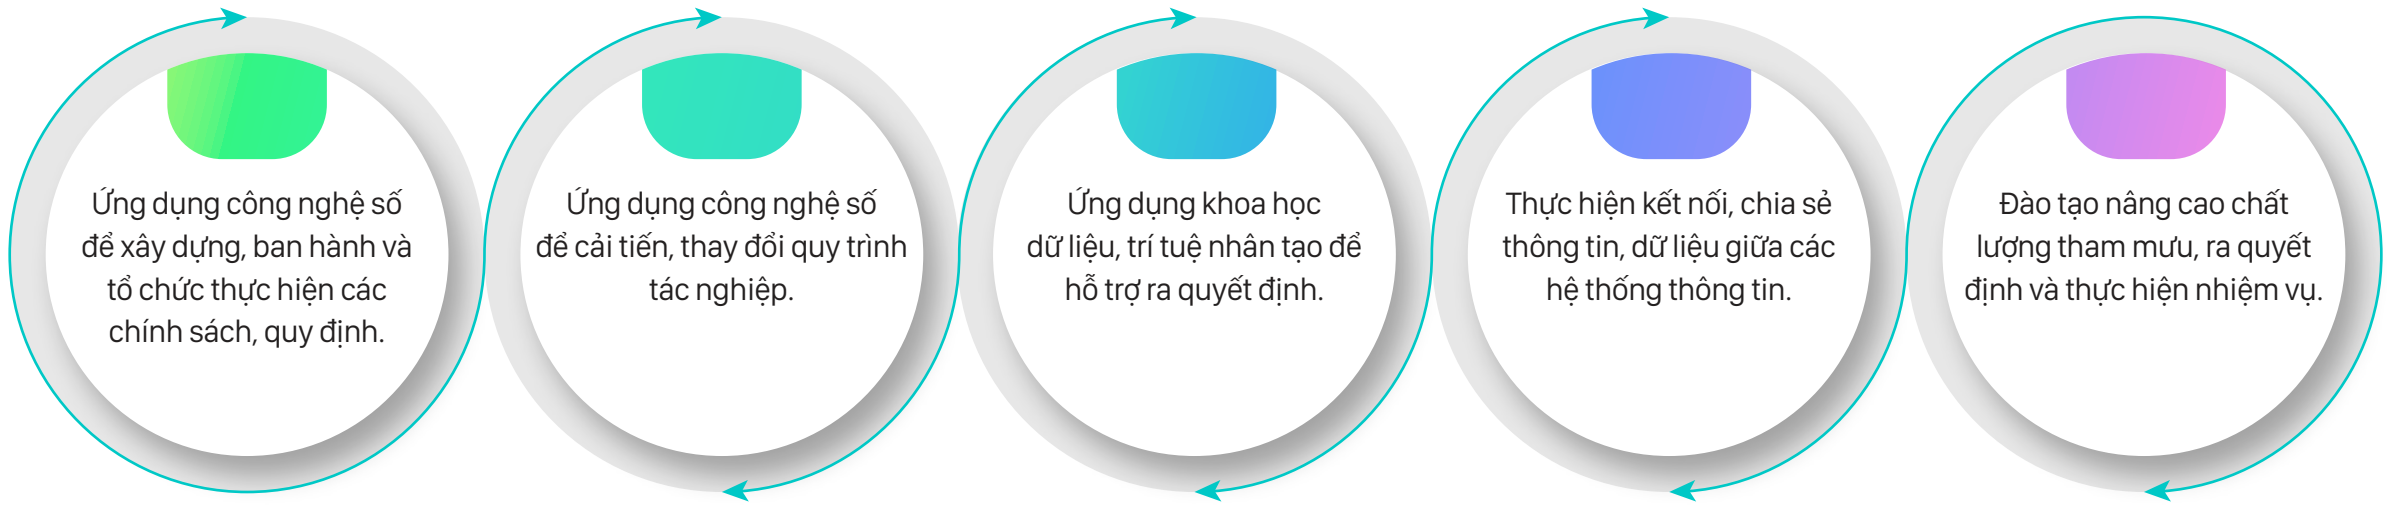 Ứng dụng công nghệ số
để xây dựng, ban hành và
tổ chức thực hiện các
chính sách, quy định.
Ứng dụng công nghệ số
để cải tiến, thay đổi quy trình
tác nghiệp.
Ứng dụng khoa học
dữ liệu, trí tuệ nhân tạo để
hỗ trợ ra quyết định.
Thực hiện kết nối, chia sẻ
thông tin, dữ liệu giữa các
hệ thống thông tin.
Đào tạo nâng cao chất
lượng tham mưu, ra quyết
định và thực hiện nhiệm vụ.